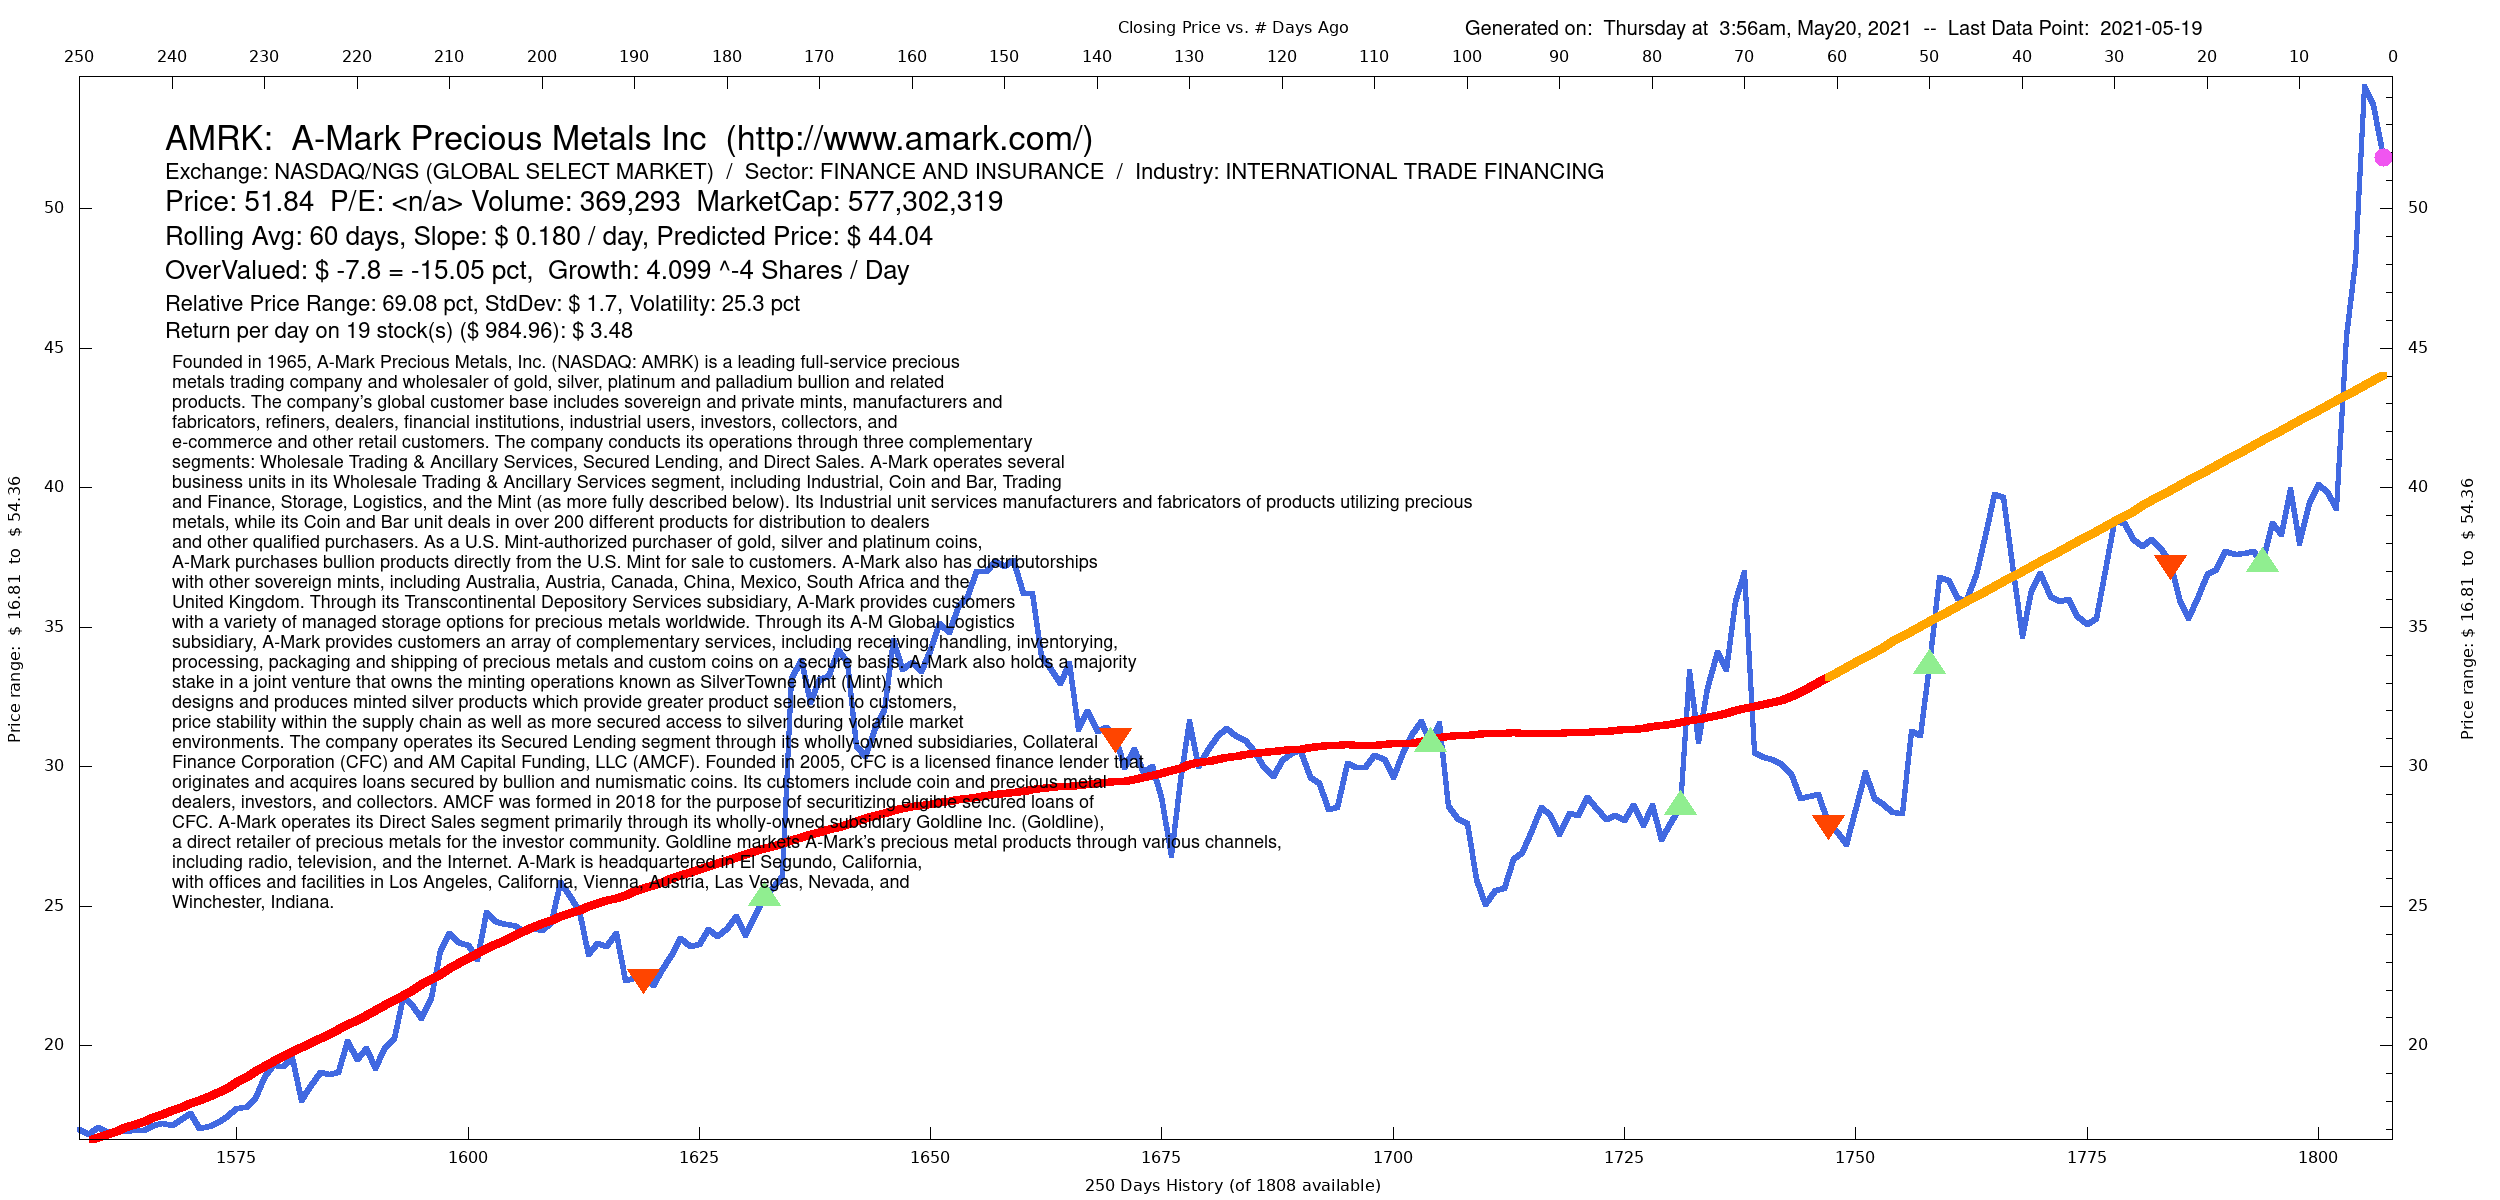 Closing Price vs. # Days Ago
Generated on:  Thursday at  3:56am, May20, 2021  --  Last Data Point:  2021-05-19
250 240 230 220 210 200 190 180 170 160 150 140 130 120 110 100 90 80 70 60 50 40 30 20 10 0
AMRK:  A-Mark Precious Metals Inc  (http://www.amark.com/)
Exchange: NASDAQ/NGS (GLOBAL SELECT MARKET)  /  Sector: FINANCE AND INSURANCE  /  Industry: INTERNATIONAL TRADE FINANCING
Price: 51.84  P/E: <n/a> Volume: 369,293  MarketCap: 577,302,319
Rolling Avg: 60 days, Slope: $ 0.180 / day, Predicted Price: $ 44.04
OverValued: $ -7.8 = -15.05 pct,  Growth: 4.099 ^-4 Shares / Day
Relative Price Range: 69.08 pct, StdDev: $ 1.7, Volatility: 25.3 pct
Return per day on 19 stock(s) ($ 984.96): $ 3.48
Founded in 1965, A-Mark Precious Metals, Inc. (NASDAQ: AMRK) is a leading full-service precious
metals trading company and wholesaler of gold, silver, platinum and palladium bullion and related
products. The company's global customer base includes sovereign and private mints, manufacturers and
fabricators, refiners, dealers, financial institutions, industrial users, investors, collectors, and
e-commerce and other retail customers. The company conducts its operations through three complementary
segments: Wholesale Trading & Ancillary Services, Secured Lending, and Direct Sales. A-Mark operates several
business units in its Wholesale Trading & Ancillary Services segment, including Industrial, Coin and Bar, Trading
and Finance, Storage, Logistics, and the Mint (as more fully described below). Its Industrial unit services manufacturers and fabricators of products utilizing precious
metals, while its Coin and Bar unit deals in over 200 different products for distribution to dealers
and other qualified purchasers. As a U.S. Mint-authorized purchaser of gold, silver and platinum coins,
A-Mark purchases bullion products directly from the U.S. Mint for sale to customers. A-Mark also has distributorships
with other sovereign mints, including Australia, Austria, Canada, China, Mexico, South Africa and the
United Kingdom. Through its Transcontinental Depository Services subsidiary, A-Mark provides customers
with a variety of managed storage options for precious metals worldwide. Through its A-M Global Logistics
subsidiary, A-Mark provides customers an array of complementary services, including receiving, handling, inventorying,
processing, packaging and shipping of precious metals and custom coins on a secure basis. A-Mark also holds a majority
stake in a joint venture that owns the minting operations known as SilverTowne Mint (Mint), which
designs and produces minted silver products which provide greater product selection to customers,
price stability within the supply chain as well as more secured access to silver during volatile market
environments. The company operates its Secured Lending segment through its wholly-owned subsidiaries, Collateral
Finance Corporation (CFC) and AM Capital Funding, LLC (AMCF). Founded in 2005, CFC is a licensed finance lender that
originates and acquires loans secured by bullion and numismatic coins. Its customers include coin and precious metal
dealers, investors, and collectors. AMCF was formed in 2018 for the purpose of securitizing eligible secured loans of
CFC. A-Mark operates its Direct Sales segment primarily through its wholly-owned subsidiary Goldline Inc. (Goldline),
a direct retailer of precious metals for the investor community. Goldline markets A-Mark's precious metal products through various channels,
including radio, television, and the Internet. A-Mark is headquartered in El Segundo, California,
with offices and facilities in Los Angeles, California, Vienna, Austria, Las Vegas, Nevada, and
Winchester, Indiana.
50
45
40
35
30
25
20
Price range: $ 16.81  to  $ 54.36
50
45
40
35
30
25
20
Price range: $ 16.81  to  $ 54.36
1575 1600 1625 1650 1675 1700 1725 1750 1775 1800
250 Days History (of 1808 available)